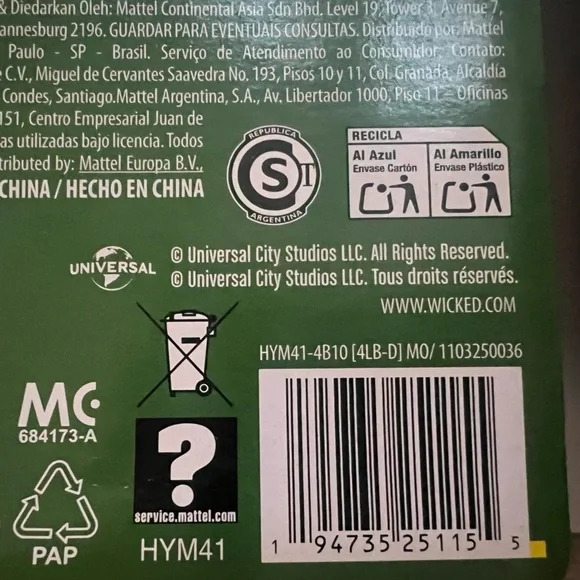 & Diedarkan Oleh: Mattel Continental Asia Sdn Bhd. Level 19, Tower 3, Avenue 7,
annesburg 2196. GUARDAR PARA EVENTUAIS CONSULTAS. Distribuído por: Mattel
Paulo - SP - Brasil. Serviço de Atendimento ao Consumidor. Contato:
C.V., Miguel de Cervantes Saavedra No. 193, Pisos 10 y 11, Col. Granada, Alcaldía
Condes, Santiago.Mattel Argentina, S.A., Av. Libertador 1000, Piso 11 – Oficinas
151, Centro Empresarial Juan de
as utilizadas bajo licencia. Todos
tributed by: Mattel Europa B.V.,
CHINA / HECHO EN CHINA
REPUBLICA
CS T
ARGENTINA
RECICLA
Al Azul
Envase Cartón
Al Amarillo
Envase Plástico
UNIVERSAL
© Universal City Studios LLC. All Rights Reserved.
© Universal City Studios LLC. Tous droits réservés.
WWW.WICKED.COM
HYM41-4B10 [4LB-D] MO/ 1103250036
MC
684173-A
?
service.mattel.com
PAP
HYM41
1 94735 25115 5